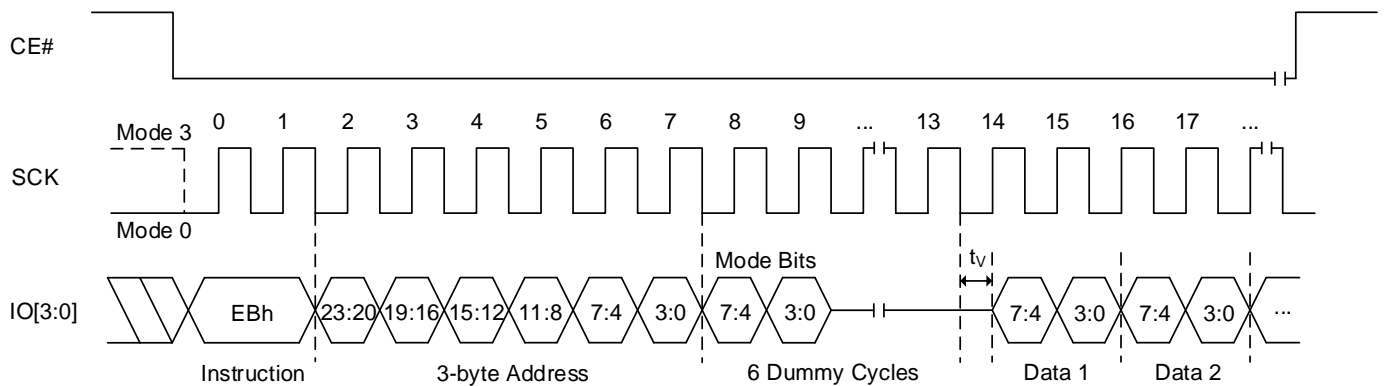 CE#
0 1 2 3 4 5 6 7 8 9 ... 13 14 15 16 17 ...
Mode 3
SCK
Mode 0
Mode Bits tV
IO[3:0] EBh 23:20 19:16 15:12 11:8 7:4 3:0 7:4 3:0 7:4 3:0 7:4 3:0 ...
Instruction 3-byte Address 6 Dummy Cycles Data 1 Data 2